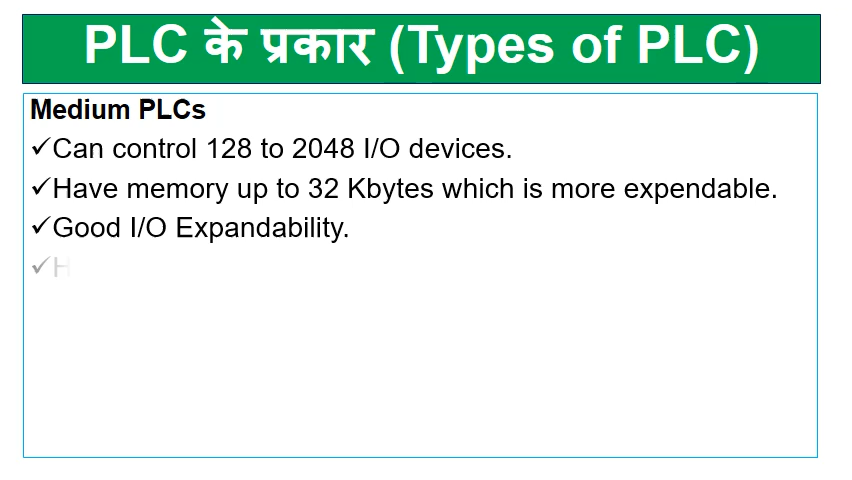 PLC के प्रकार (Types of PLC)
Medium PLCs
✓Can control 128 to 2048 I/O devices.
✓Have memory up to 32 Kbytes which is more expendable.
✓Good I/O Expandability.
✓H